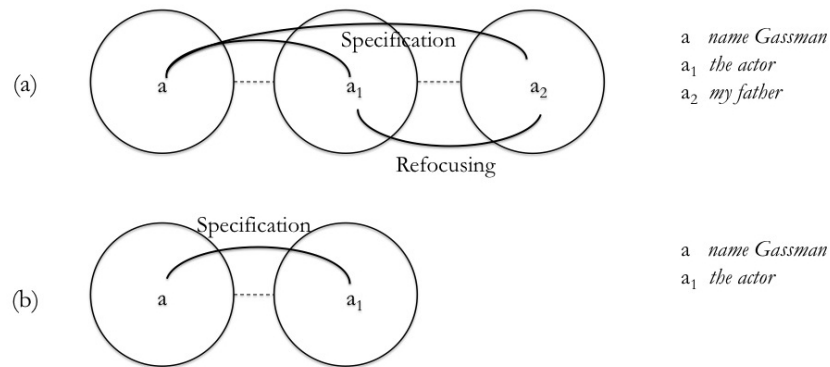 Specification
(a) a a₁ a₂
Refocusing
a name Gassman
a₁ the actor
a₂ my father
Specification
(b) a a₁
a name Gassman
a₁ the actor